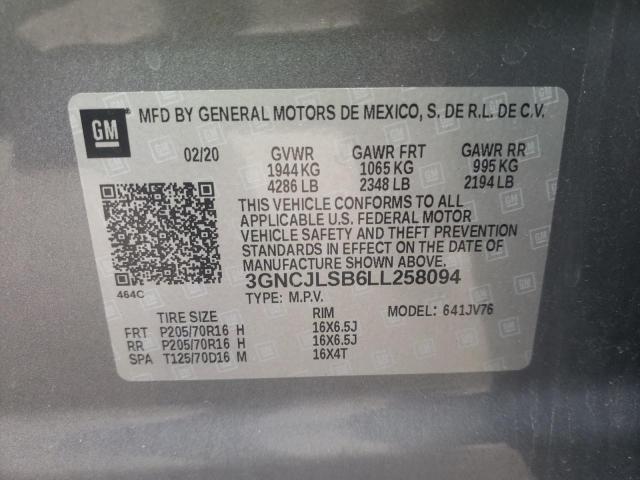 GM
MFD BY GENERAL MOTORS DE MEXICO, S. DE R.L. DE C.V.
02/20 GVWR GAWR FRT GAWR RR
1944 KG 1065 KG 995 KG
4286 LB 2348 LB 2194 LB
THIS VEHICLE CONFORMS TO ALL
APPLICABLE U.S. FEDERAL MOTOR
VEHICLE SAFETY AND THEFT PREVENTION
STANDARDS IN EFFECT ON THE DATE OF
MANUFACTURE SHOWN ABOVE.
464C
3GNCJLSB6LL258094
TYPE: M.P.V. MODEL: 641JV76
TIRE SIZE RIM
FRT P205/70R16 H 16X6.5J
RR P205/70R16 H 16X6.5J
SPA T125/70D16 M 16X4T